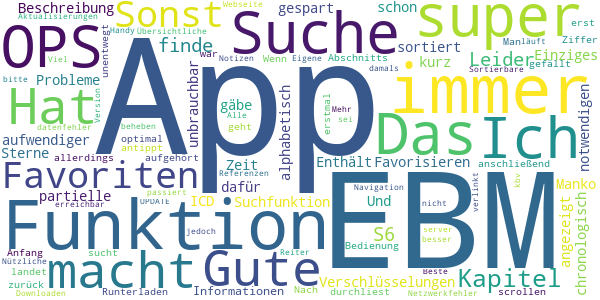 Beschreibung Sonst gespart schon Webseite
Aktualisierungen Handy Übersichtliche erst
OPS unentwegt finde Suche sortiert super
Viel war Notizen Wenn Eigene Abschnitts Man läuft Ziffer
bitte Probleme Leider gefällt Einziges
Hat App gäbe kurz Sortierbare
Version unbrauchbar Alle geht alphabetisch Mehr damals immer notwendigen
datenfehler beheben erstmal sei
aufwendiger optimal Zeit Enthält Favorisieren
Sterne antippt Das Ich
allerdings aufgehört Referenzen anschließend
Favoriten dafür Und Navigation verlinkt kbv Manko
partielle passiert ICD Suchfunktion
erreichbar UPDATE S6 nicht angezeigt chronologisch
Funktion EBM
Anfang jedoch Reiter Bedienung server besser
Nützliche sucht Verschlüsselungen Kapitel
landet macht Gute Informationen Nach Beste
zurück Runterladen durchliest scrollen
Downloaden Netzwerkfehler